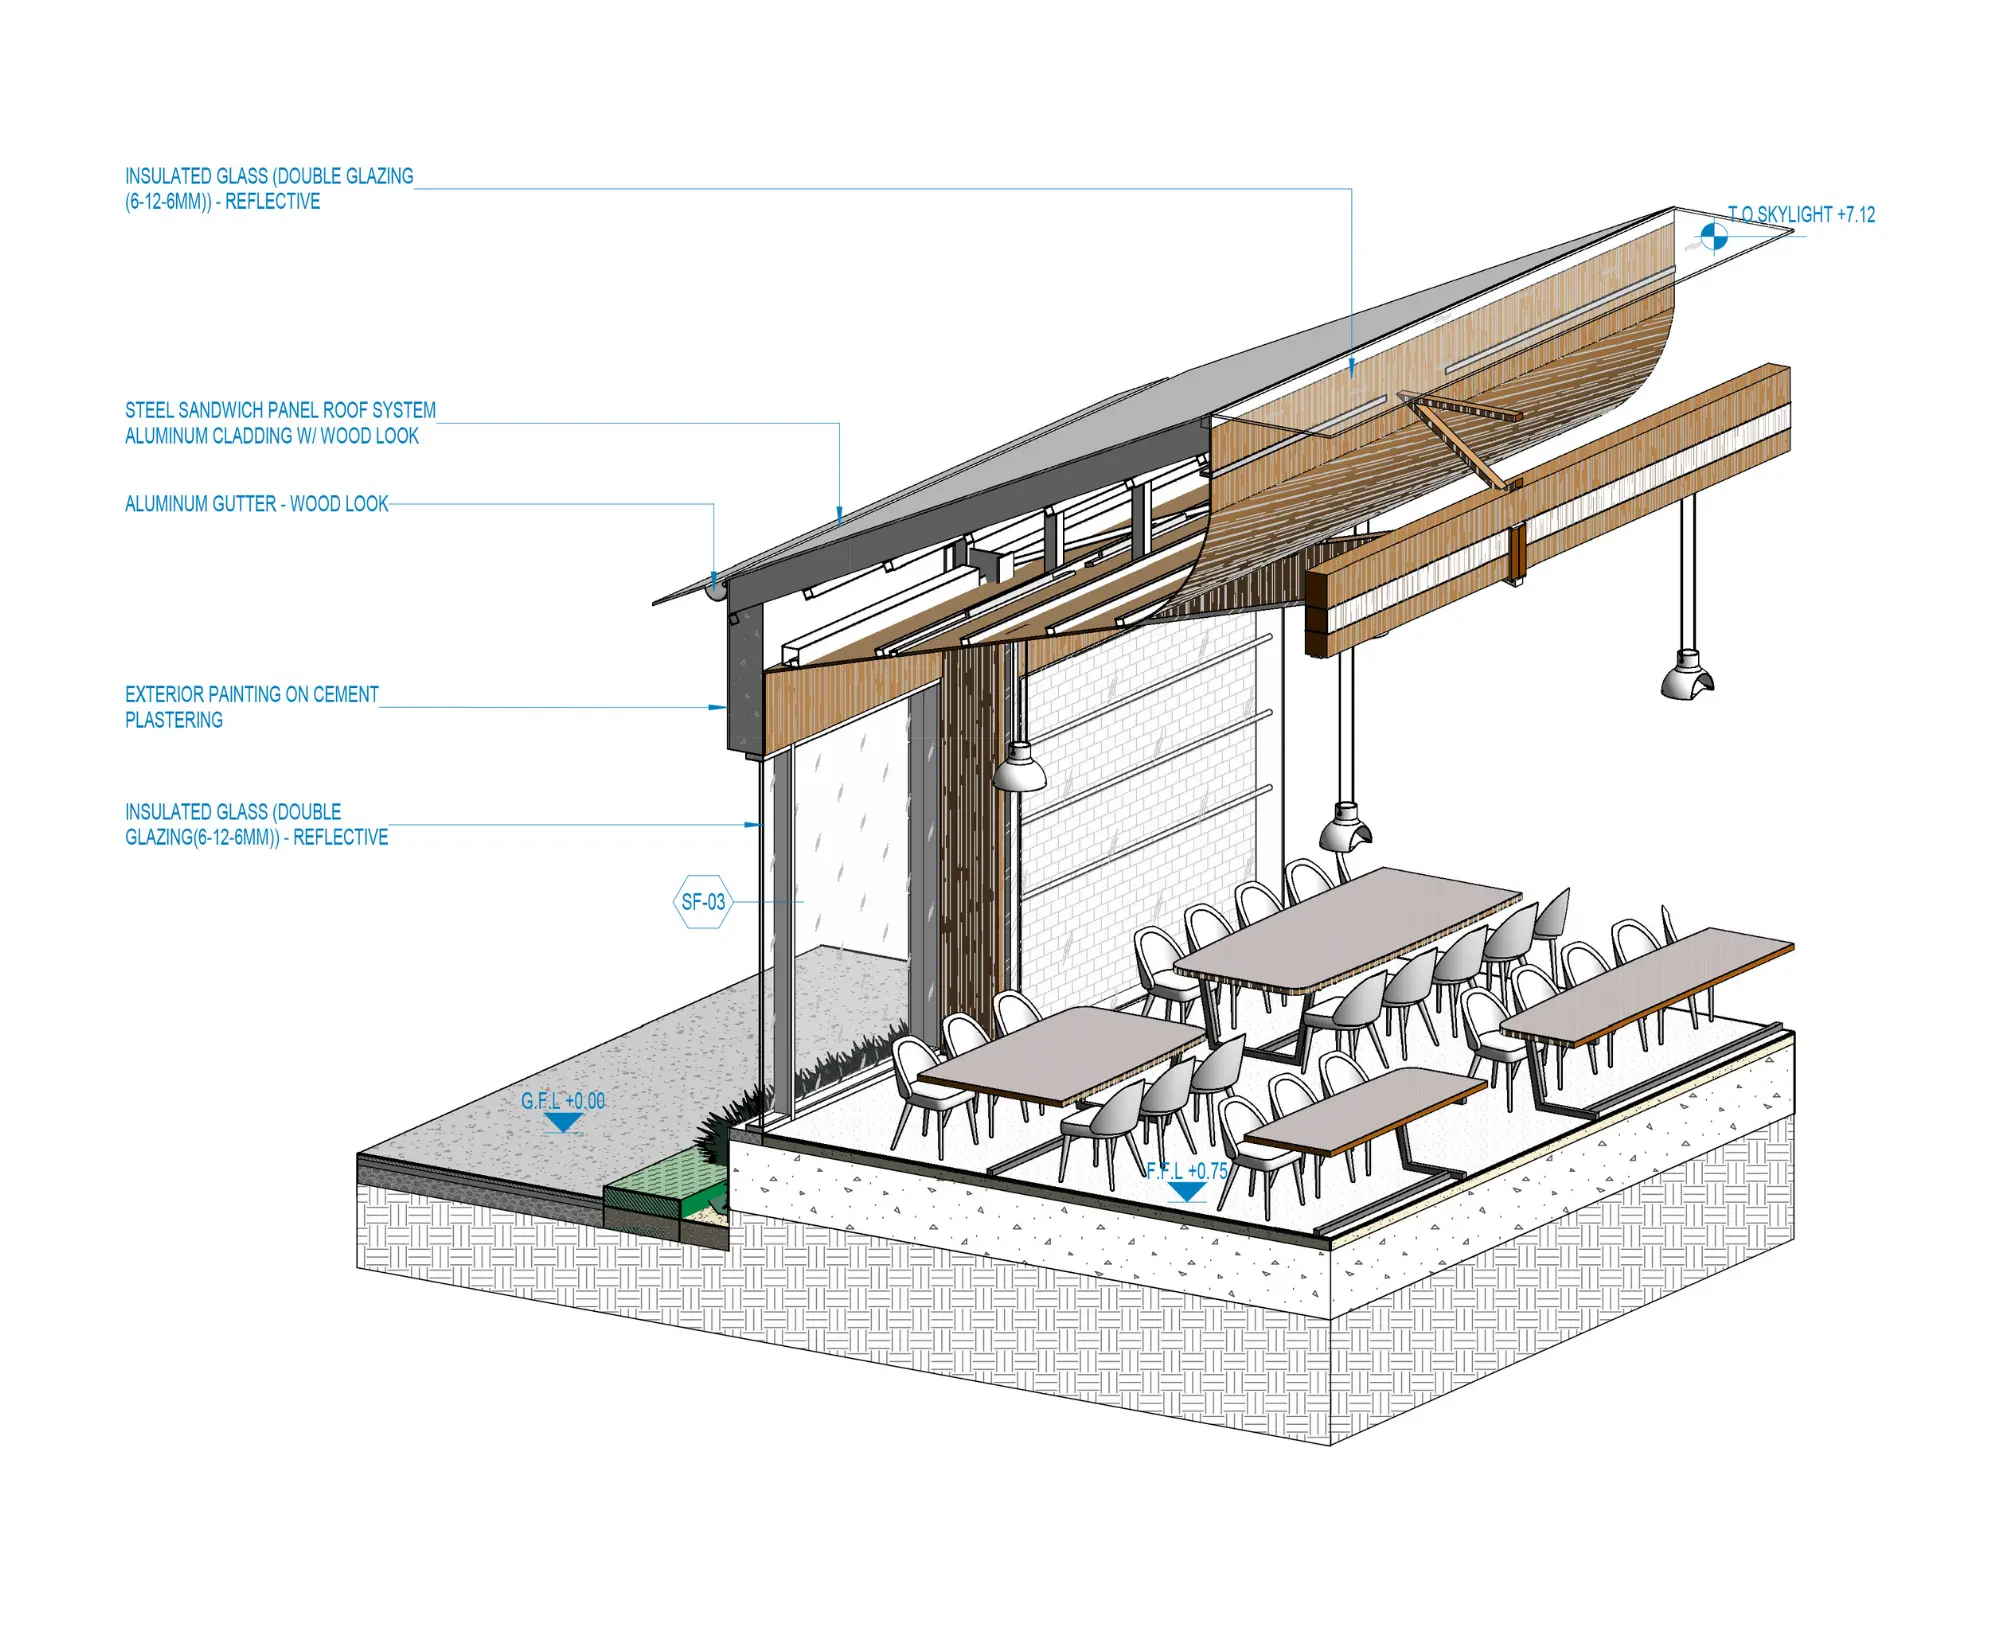 INSULATED GLASS (DOUBLE GLAZING
(6-12-6MM)) - REFLECTIVE
T.O SKYLIGHT +7.12
STEEL SANDWICH PANEL ROOF SYSTEM
ALUMINUM CLADDING W/ WOOD LOOK
ALUMINUM GUTTER - WOOD LOOK
EXTERIOR PAINTING ON CEMENT
PLASTERING
INSULATED GLASS (DOUBLE
GLAZING(6-12-6MM)) - REFLECTIVE
SF-03
G.F.L +0.00
F.F.L +0.75